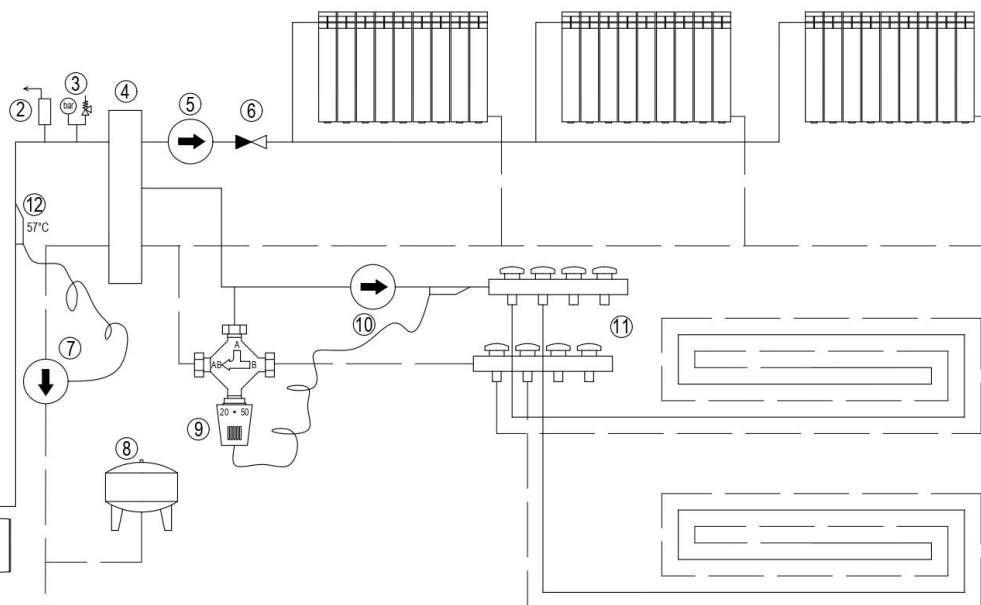 ②
③
bar
④
⑤
⑥
⑫
57°C
⑦
⑩
⑪
A
AB
B
20 • 50
⑨
⑧